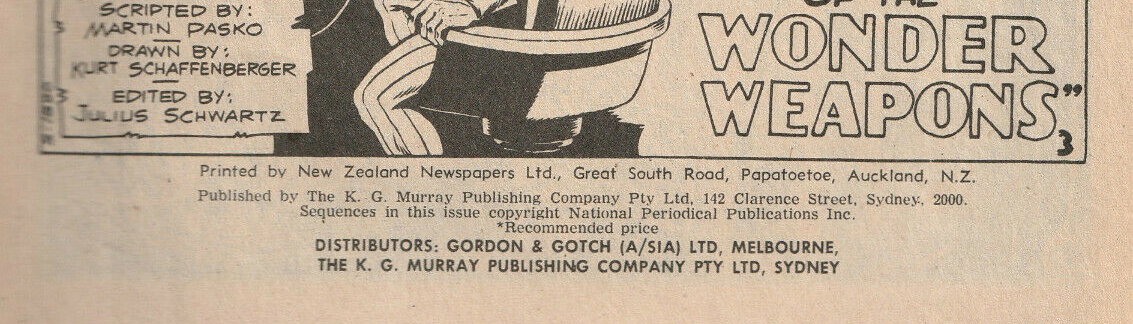 SCRIPTED BY:
MARTIN PASKO
DRAWN BY:
KURT SCHAFFENBERGER
EDITED BY:
JULIUS SCHWARTZ
OF THE
WONDER
WEAPONS”
3
Printed by New Zealand Newspapers Ltd., Great South Road, Papatoetoe, Auckland, N.Z.
Published by The K. G. Murray Publishing Company Pty Ltd, 142 Clarence Street, Sydney. 2000.
Sequences in this issue copyright National Periodical Publications Inc.
*Recommended price
DISTRIBUTORS: GORDON & GOTCH (A/SIA) LTD, MELBOURNE,
THE K. G. MURRAY PUBLISHING COMPANY PTY LTD, SYDNEY